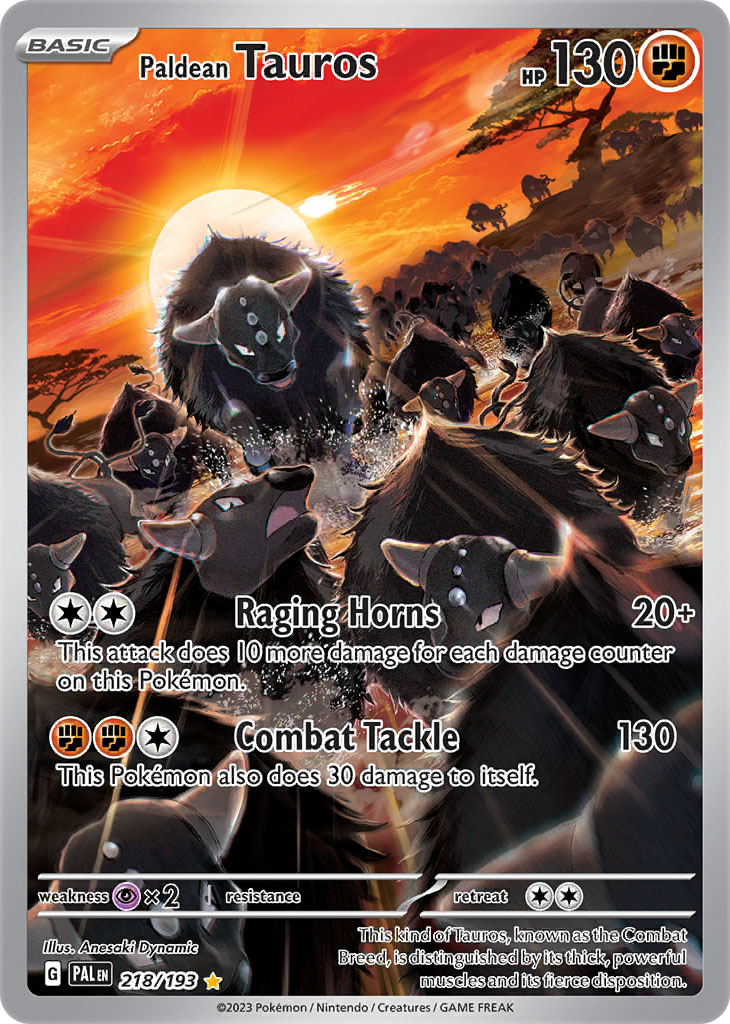 BASIC
Paldean Tauros HP 130
Raging Horns 20+
This attack does 10 more damage for each damage counter
on this Pokémon.
Combat Tackle 130
This Pokémon also does 30 damage to itself.
weakness ×2 resistance retreat
Illus. Anesaki Dynamic
This kind of Tauros, known as the Combat
Breed, is distinguished by its thick, powerful
muscles and its fierce disposition.
G PAL EN 218/193
©2023 Pokémon / Nintendo / Creatures / GAME FREAK